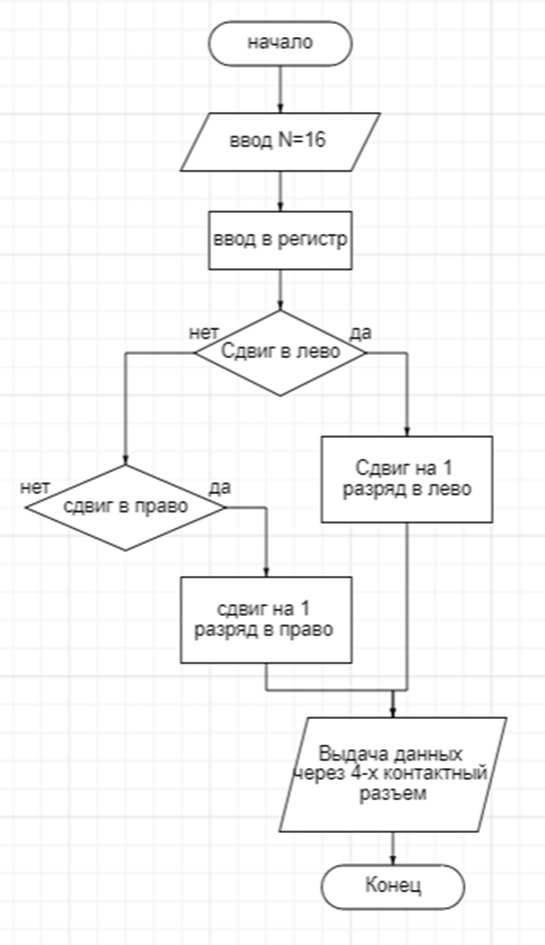 начало
ввод N=16
ввод в регистр
нет
да
Сдвиг в лево
Сдвиг на 1
разряд в лево
нет
да
сдвиг в право
сдвиг на 1
разряд в право
Выдача данных
через 4-х контактный
разъем
Конец